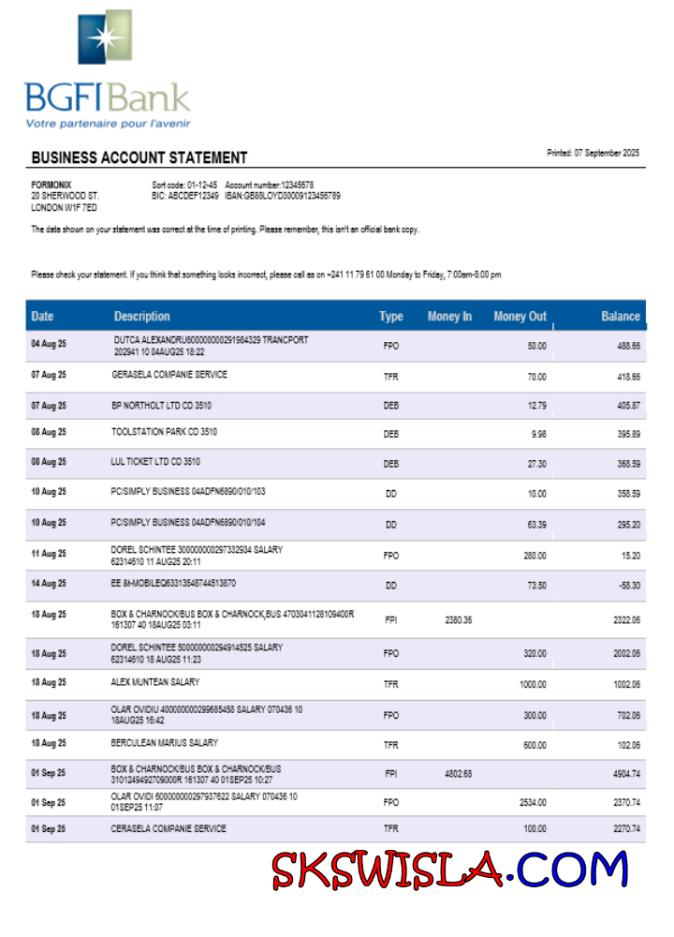 BGFIBank
Votre partenaire pour l'avenir
BUSINESS ACCOUNT STATEMENT
Printed: 07 September 2025
FORMONIX
Sort code: 01-12-45 Account number:12345678
20 SHERWOOD ST.
BIC: ABCDEF12349 IBAN:GB88LOYD30009123456789
LONDON W1F 7ED
The data shown on your statement was correct at the time of printing. Please remember, this isn't an official bank copy.
Please check your statement. If you think that something looks incorrect, please call as on +241 11 79 61 00 Monday to Friday, 7:00am-8:00 pm
Date Description Type Money In Money Out Balance
04 Aug 25 DUTCA ALEXANDRU600000000291984329 TRANCPORT
202941 10 04AUG25 18:22 FPO 50.00 488.66
07 Aug 25 GERASELA COMPANIE SERVICE TFR 70.00 418.66
07 Aug 25 BP NORTHOLT LTD CD 3510 DEB 12.79 405.87
08 Aug 25 TOOLSTATION PARK CD 3510 DEB 9.98 395.89
08 Aug 25 LUL TICKET LTD CD 3510 DEB 27.30 368.59
10 Aug 25 PC/SIMPLY BUSINESS 04ADFN6890/010/103 DD 10.00 358.59
10 Aug 25 PC/SIMPLY BUSINESS 04ADFN6890/010/104 DD 63.39 295.20
11 Aug 25 DOREL SCHINTEE 300000000297332934 SALARY
62314610 11 AUG25 20:11 FPO 280.00 15.20
14 Aug 25 EE &t-MOBILEQ63313548744513870 DD 73.50 -58.30
18 Aug 25 BOX & CHARNOCK/BUS BOX & CHARNOCK,BUS 4703041128109400R
161307 40 18AUG25 03:11 FPI 2380.36 2322.06
18 Aug 25 DOREL SCHINTEE 500000000294914525 SALARY
62314610 18 AUG25 11:23 FPO 320.00 2002.06
18 Aug 25 ALEX MUNTEAN SALARY TFR 1000.00 1002.06
18 Aug 25 OLAR OVIDIU 400000000299685458 SALARY 070436 10
18AUG25 16:42 FPO 300.00 702.06
18 Aug 25 BERCULEAN MARIUS SALARY TFR 600.00 102.06
01 Sep 25 BOX & CHARNOCK/BUS BOX & CHARNOCK/BUS
3101249492709000R 161307 40 01SEP25 10:27 FPI 4802.68 4904.74
01 Sep 25 OLAR OVIDI 600000000297937622 SALARY 070436 10
01SEP25 11:07 FPO 2534.00 2370.74
01 Sep 25 CERASELA COMPANIE SERVICE TFR 100.00 2270.74
SKSWISLA.COM